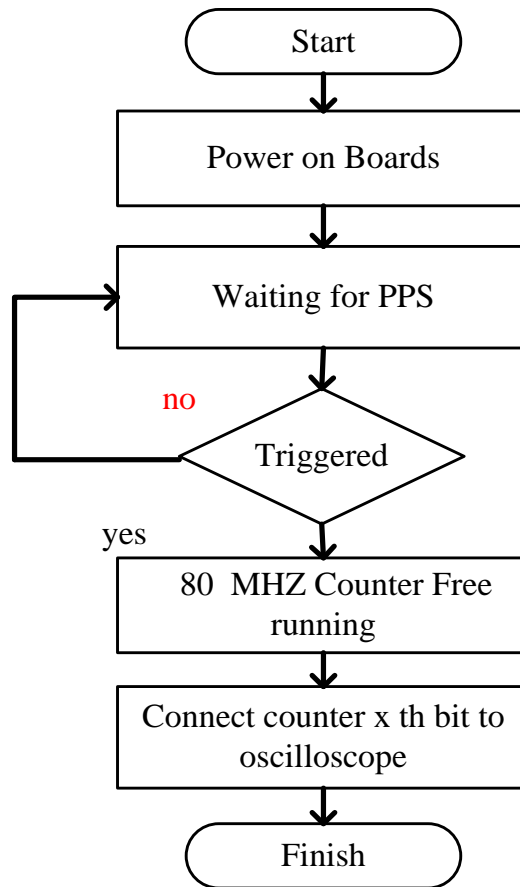 Start
Power on Boards
Waiting for PPS
no
Triggered
yes
80  MHZ Counter Free
running
Connect counter x th bit to
oscilloscope
Finish